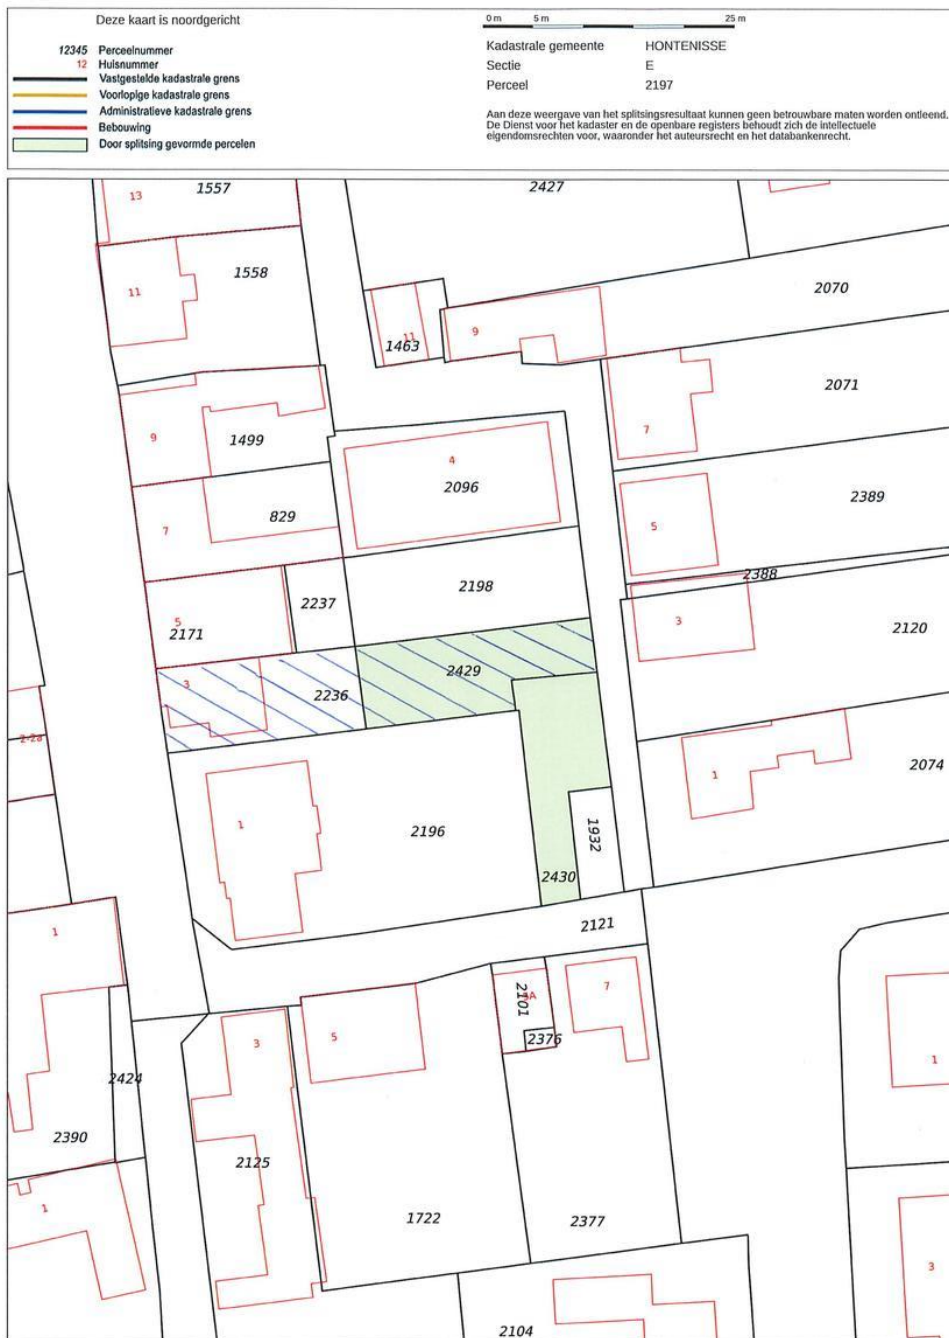 Deze kaart is noordgericht
12345 Perceelnummer
12 Huisnummer
Vastgestelde kadastrale grens
Voorlopige kadastrale grens
Administratieve kadastrale grens
Bebouwing
Door splitsing gevormde percelen
0 m 5 m 25 m
Kadastrale gemeente HONTENISSE
Sectie E
Perceel 2197
Aan deze weergave van het splitsingsresultaat kunnen geen betrouwbare maten worden ontleend.
De Dienst voor het kadaster en de openbare registers behoudt zich de intellectuele
eigendomsrechten voor, waaronder het auteursrecht en het databankenrecht.
13 1557 2427
1558
11 2070
11 9
1463
2071
7
9 1499
4
2096
2389
829
7 5
2388
2198
2237
5
2171
3 2120
2429
3 2236
2-2a
2074
1
1 2196 1932
2430
2121
1
7
2101
3 5 2376
1
2424
2390
2125
1
1722 2377
3
2104